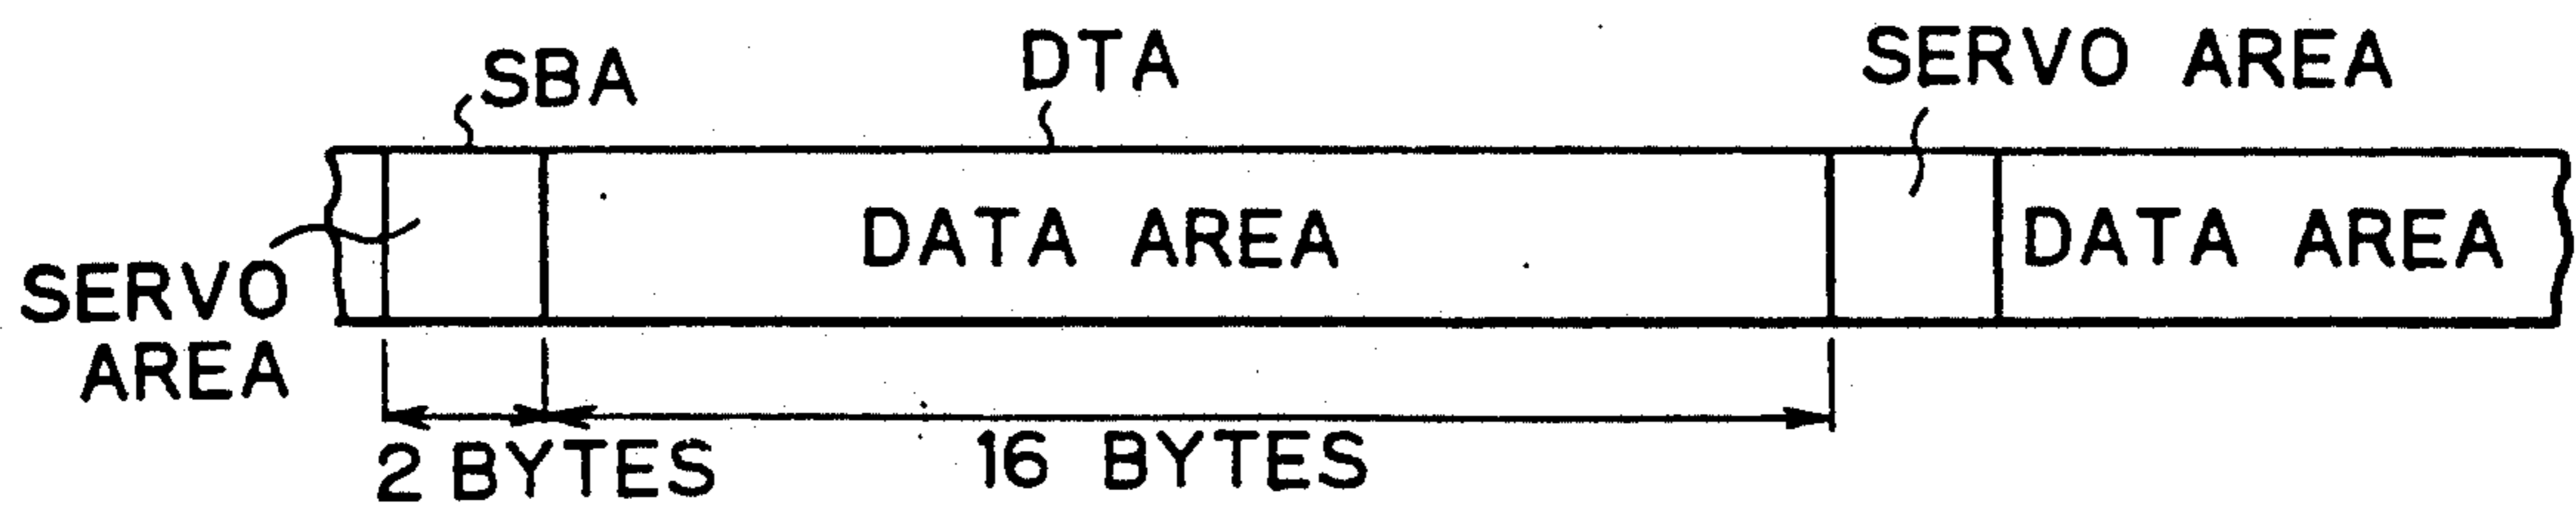 SBA
DTA
SERVO AREA
DATA AREA
DATA AREA
SERVO
AREA
2 BYTES
16 BYTES